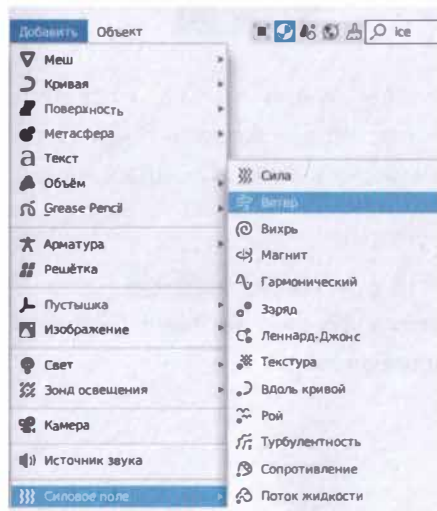 Добавить Объект
ice
Меш
Кривая
Поверхность
Метасфера
Текст
Объём
Grease Pencil
Арматура
Решётка
Пустышка
Изображение
Свет
Зонд освещения
Камера
Источник звука
Силовое поле
Сила
Ветер
Вихрь
Магнит
Гармонический
Заряд
Леннард-Джонс
Текстура
Вдоль кривой
Рой
Турбулентность
Сопротивление
Поток жидкости